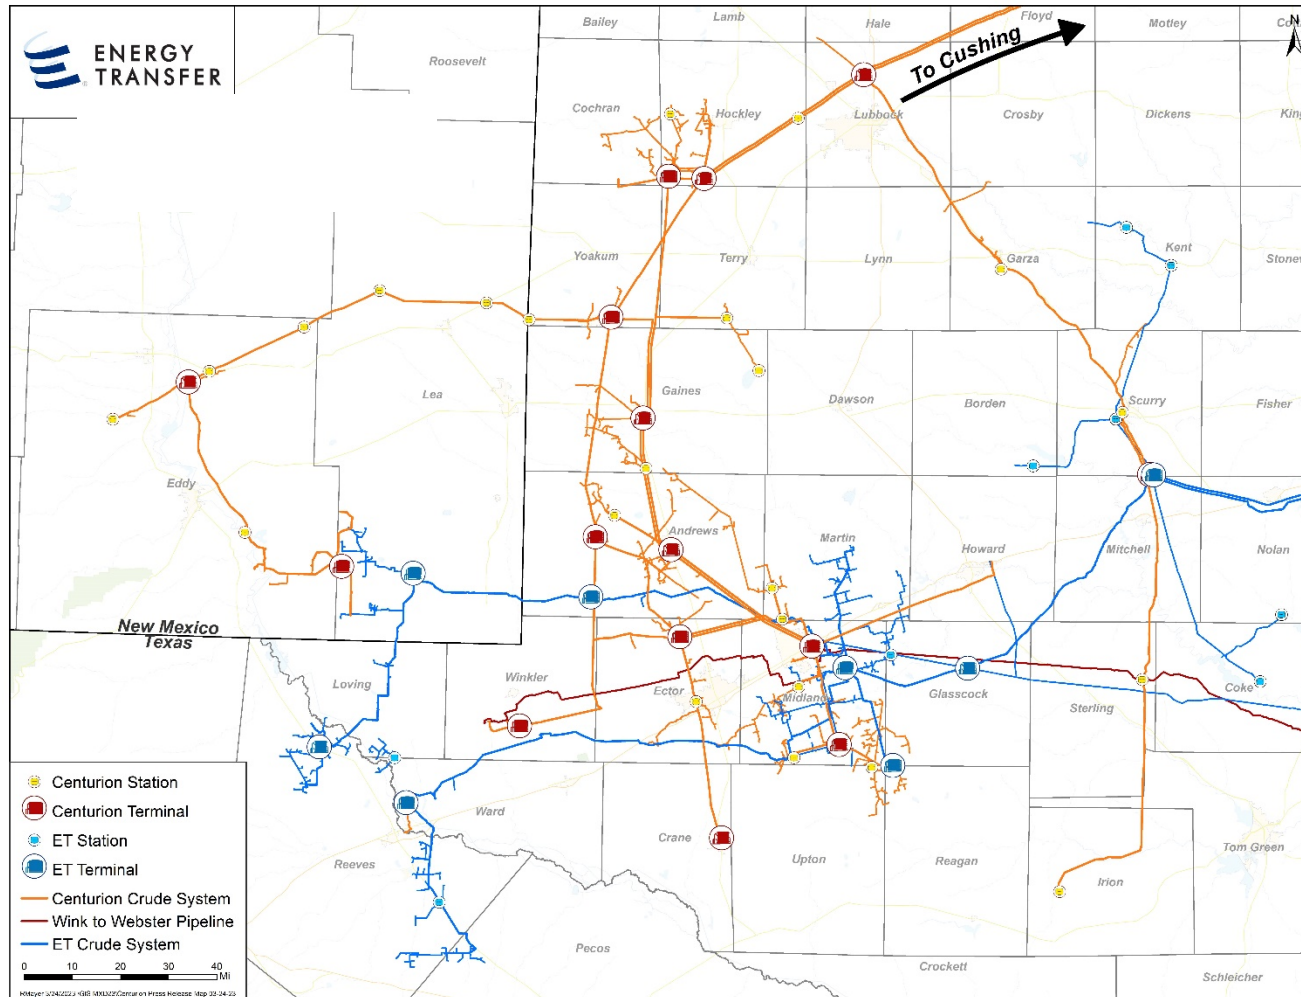 ENERGY
TRANSFER
Bailey
Lamb
Hale
Floyd
Motley
N
To Cushing
Roosevelt
Cochran
Hockley
Lubbock
Crosby
Dickens
Yoakum
Terry
Lynn
Garza
Kent
Lea
Gaines
Dawson
Borden
Scurry
Fisher
Eddy
Andrews
Martin
Howard
Mitchell
Nolan
New Mexico
Texas
Loving
Winkler
Ector
Midland
Glasscock
Sterling
Coke
Ward
Crane
Upton
Reagan
Irion
Tom Green
Reeves
Pecos
Crockett
Schleicher
Centurion Station
Centurion Terminal
ET Station
ET Terminal
Centurion Crude System
Wink to Webster Pipeline
ET Crude System
0 10 20 30 40
Mi